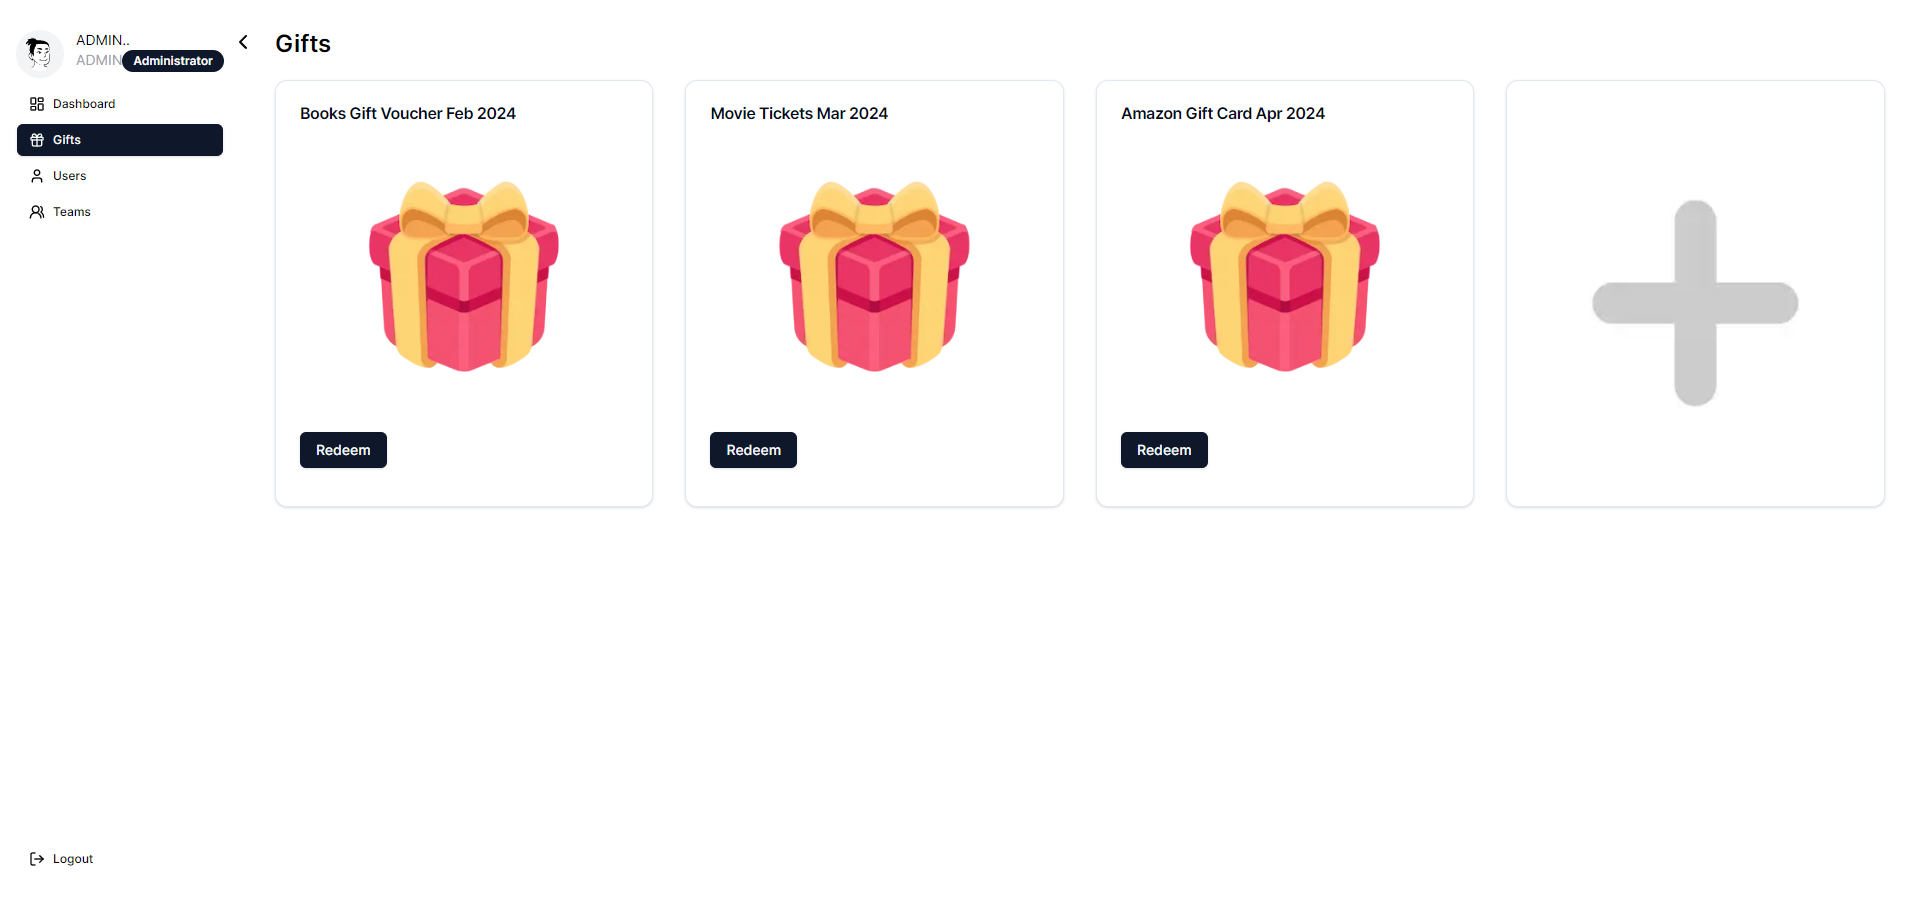 ADMIN..
ADMIN
Administrator
Dashboard
Gifts
Users
Teams
Logout
Gifts
Books Gift Voucher Feb 2024
Redeem
Movie Tickets Mar 2024
Redeem
Amazon Gift Card Apr 2024
Redeem